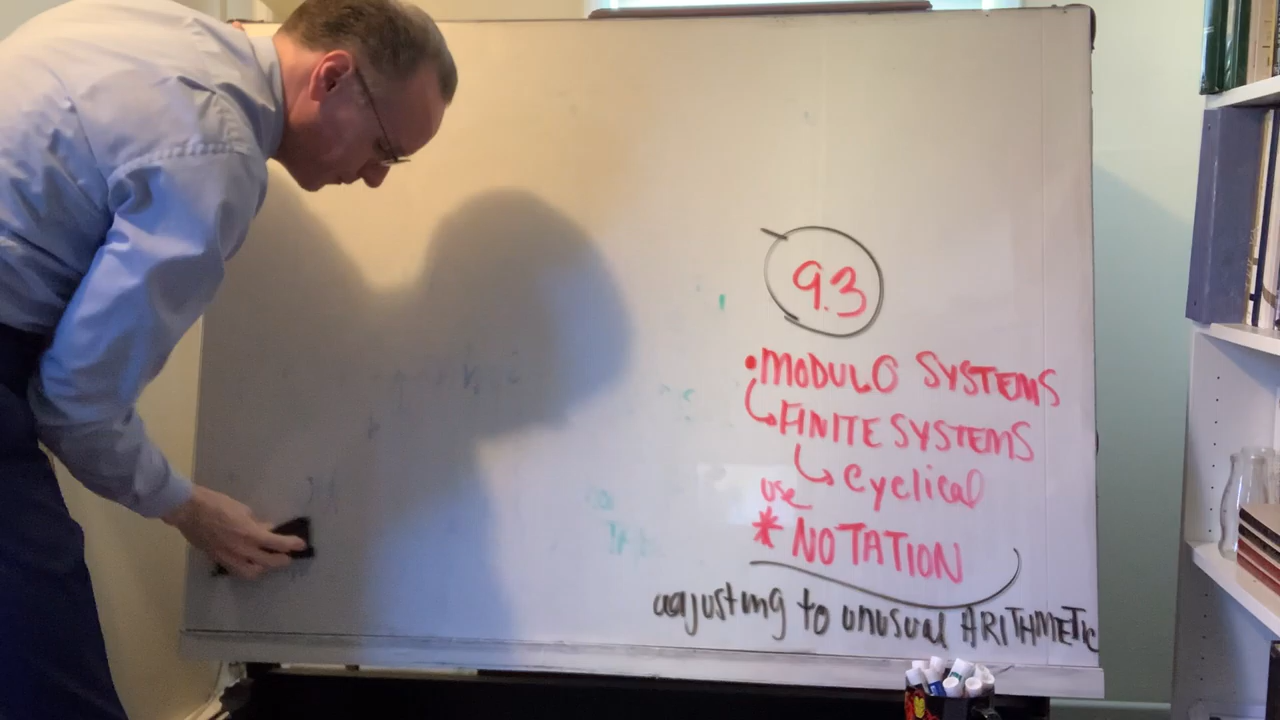 9.3
• MODULO SYSTEMS
FINITE SYSTEMS
Cyclical
use
* NOTATION
adjusting to unusual ARITHMETIC